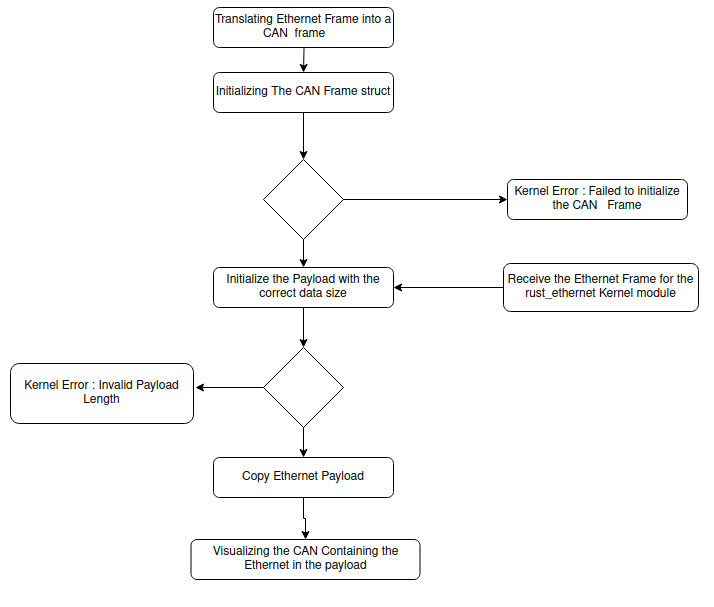 Translating Ethernet Frame into a
CAN frame
Initializing The CAN Frame struct
Kernel Error : Failed to initialize
the CAN Frame
Initialize the Payload with the
correct data size
Receive the Ethernet Frame for the
rust_ethernet Kernel module
Kernel Error : Invalid Payload
Length
Copy Ethernet Payload
Visualizing the CAN Containing the
Ethernet in the payload